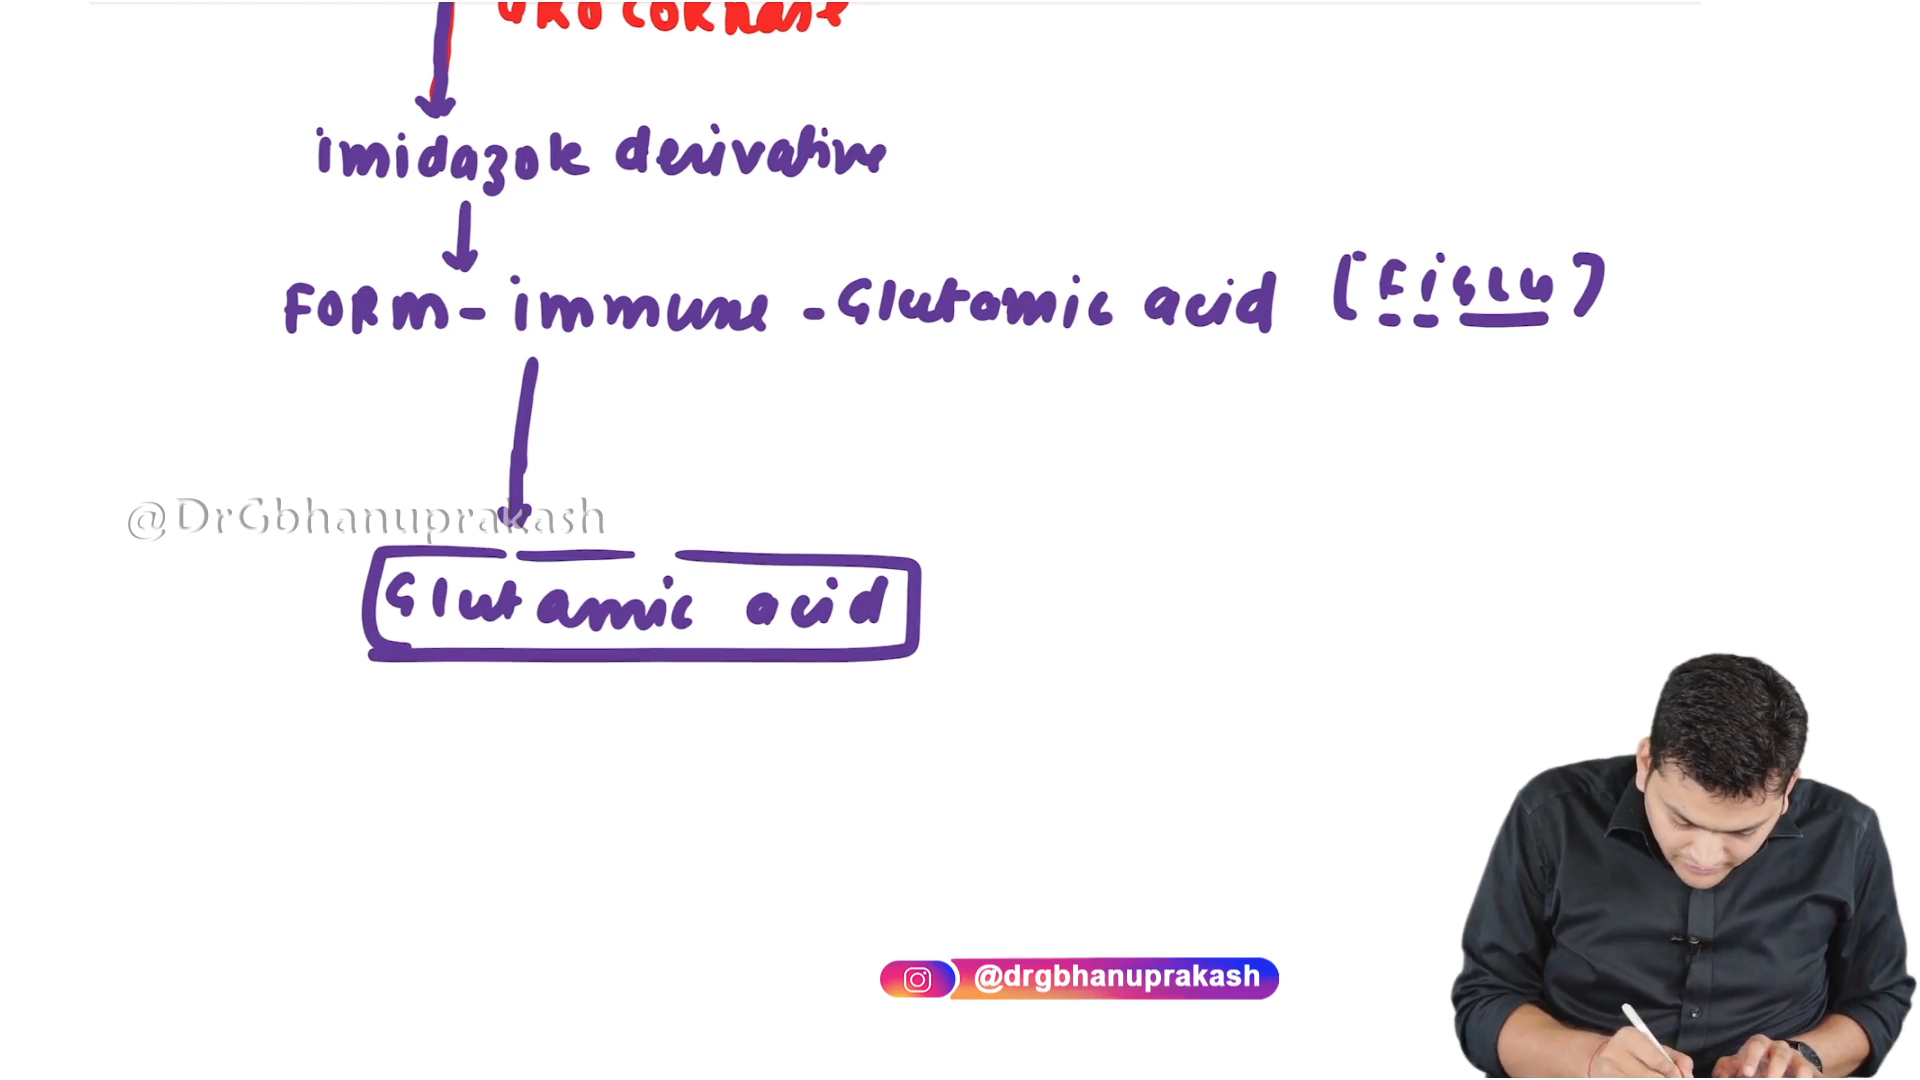 imidazole derivative
FORM-immune-Glutamic acid (FiGLu)
@DrGbhanuprakash
Glutamic acid
@drgbhanuprakash